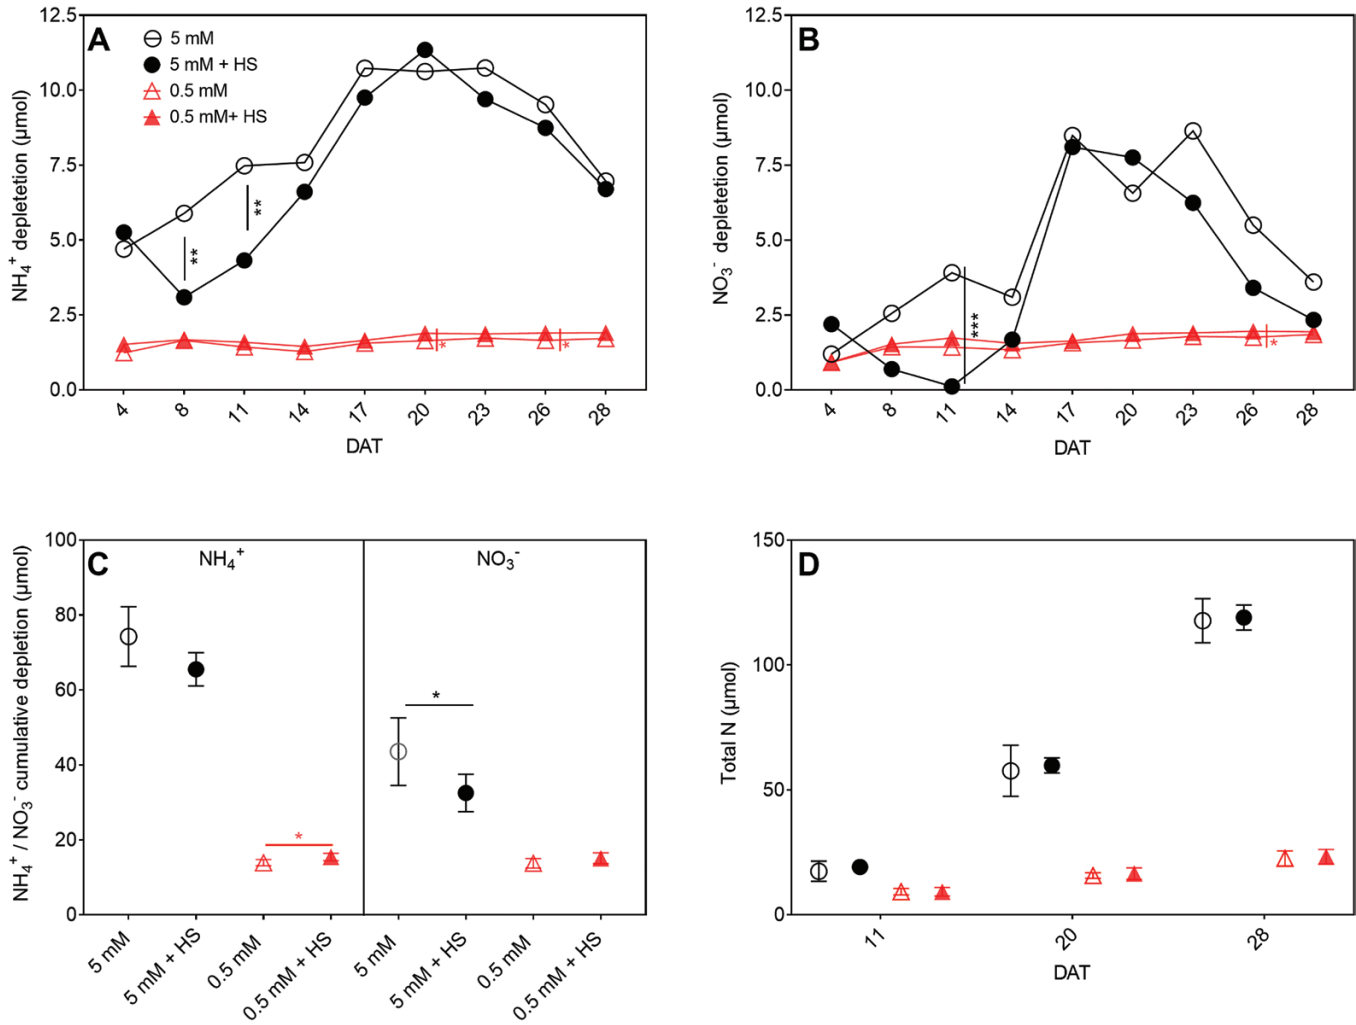 A
5 mM
5 mM + HS
0.5 mM
0.5 mM+ HS
NH₄⁺ depletetion (µmol)
12.5
10.0
7.5
5.0
2.5
0.0
**
**
*
*
4 8 11 14 17 20 23 26 28
DAT
B
NO₃⁻ depletetion (µmol)
12.5
10.0
7.5
5.0
2.5
0.0
***
*
4 8 11 14 17 20 23 26 28
DAT
C
NH₄⁺ NO₃⁻
NH₄⁺ / NO₃⁻ cumulative depletion (µmol)
100
80
60
40
20
0
*
*
5 mM 5 mM + HS 0.5 mM 0.5 mM + HS 5 mM 5 mM + HS 0.5 mM 0.5 mM + HS
D
Total N (µmol)
150
100
50
0
11 20 28
DAT